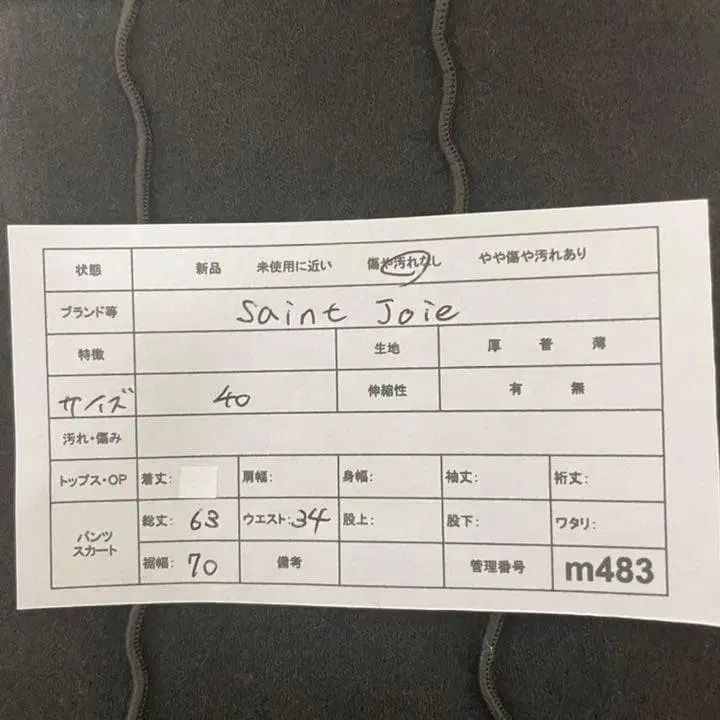 状態 新品 未使用に近い 傷や汚れなし やや傷や汚れあり
ブランド等 Saint Joie
特徴 生地 厚 普 薄
サイズ 40 伸縮性 有 無
汚れ・傷み
トップス・OP 着丈: 肩幅: 身幅: 袖丈: 裄丈:
パンツ
スカート
総丈: 63 ウエスト: 34 股上: 股下: ワタリ:
裾幅: 70 備考 管理番号 m483